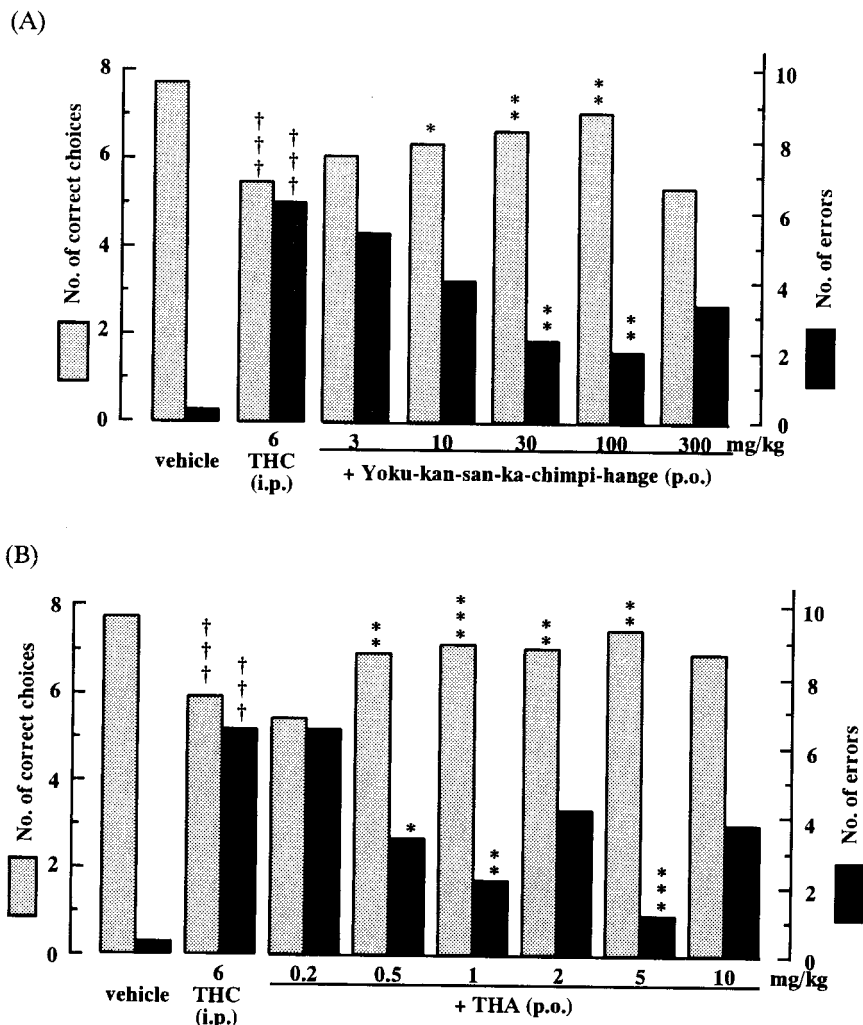 (A)
No. of correct choices
8
6
4
2
0
10
8
6
4
2
0
No. of errors
†††
†††
*
**
**
**
**
vehicle
6
THC
(i.p.)
3 10 30 100 300 mg/kg
+ Yoku-kan-san-ka-chimpi-hange (p.o.)
(B)
No. of correct choices
8
6
4
2
0
10
8
6
4
2
0
No. of errors
†††
†††
**
***
**
**
*
**
***
vehicle
6
THC
(i.p.)
0.2 0.5 1 2 5 10 mg/kg
+ THA (p.o.)